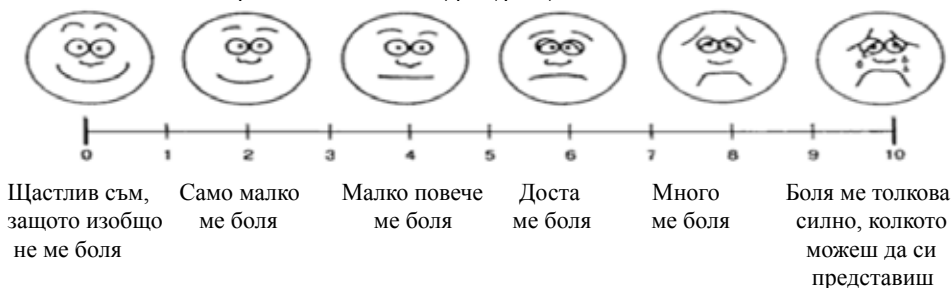 0 1 2 3 4 5 6 7 8 9 10
Щастлив съм,
защото изобщо
не ме боля
Само малко
ме боля
Малко повече
ме боля
Доста
ме боля
Много
ме боля
Боля ме толкова
силно, колкото
можеш да си
представиш